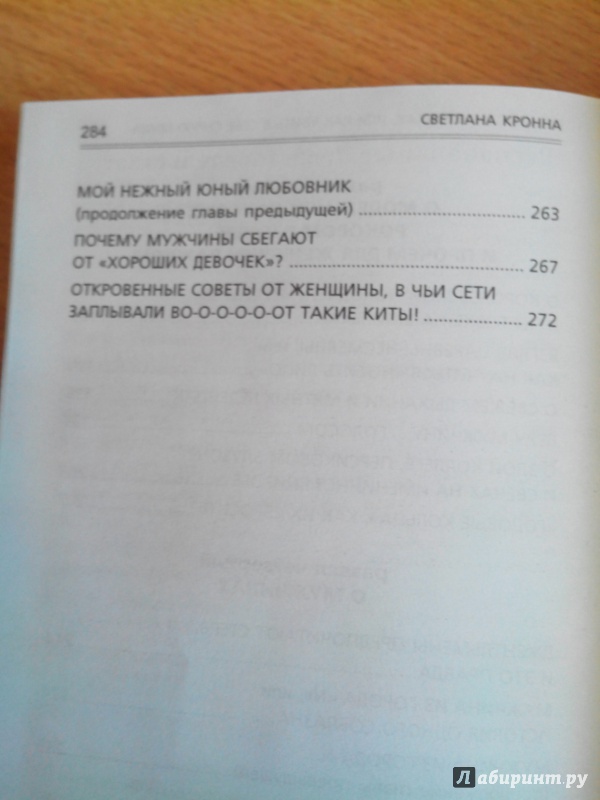 284 СВЕТЛАНА КРОННА
МОЙ НЕЖНЫЙ ЮНЫЙ ЛЮБОВНИК
(продолжение главы предыдущей) ........................ 263
ПОЧЕМУ МУЖЧИНЫ СБЕГАЮТ
ОТ «ХОРОШИХ ДЕВОЧЕК»? ................................. 267
ОТКРОВЕННЫЕ СОВЕТЫ ОТ ЖЕНЩИНЫ, В ЧЬИ СЕТИ
ЗАПЛЫВАЛИ ВО-О-О-О-О-ОТ ТАКИЕ КИТЫ! ............. 272
Лабиринт.ру